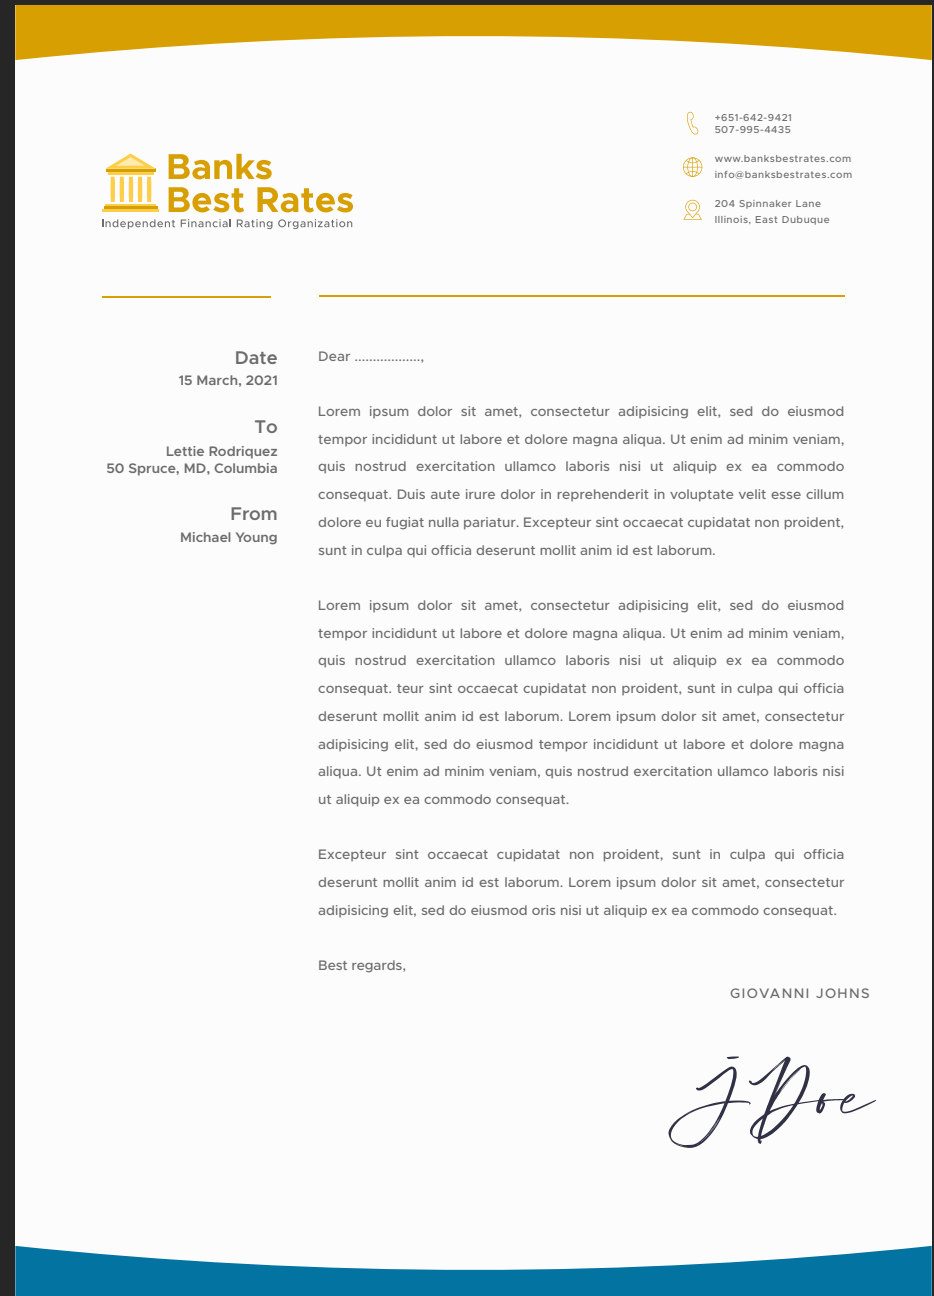 +651-642-9421
507-995-4435
www.banksbestrates.com
info@banksbestrates.com
204 Spinnaker Lane
Illinois, East Dubuque
Banks
Best Rates
Independent Financial Rating Organization
Date
15 March, 2021
To
Lettie Rodriquez
50 Spruce, MD, Columbia
From
Michael Young
Dear ..................,
Lorem ipsum dolor sit amet, consectetur adipisicing elit, sed do eiusmod
tempor incididunt ut labore et dolore magna aliqua. Ut enim ad minim veniam,
quis nostrud exercitation ullamco laboris nisi ut aliquip ex ea commodo
consequat. Duis aute irure dolor in reprehenderit in voluptate velit esse cillum
dolore eu fugiat nulla pariatur. Excepteur sint occaecat cupidatat non proident,
sunt in culpa qui officia deserunt mollit anim id est laborum.
Lorem ipsum dolor sit amet, consectetur adipisicing elit, sed do eiusmod
tempor incididunt ut labore et dolore magna aliqua. Ut enim ad minim veniam,
quis nostrud exercitation ullamco laboris nisi ut aliquip ex ea commodo
consequat. teur sint occaecat cupidatat non proident, sunt in culpa qui officia
deserunt mollit anim id est laborum. Lorem ipsum dolor sit amet, consectetur
adipisicing elit, sed do eiusmod tempor incididunt ut labore et dolore magna
aliqua. Ut enim ad minim veniam, quis nostrud exercitation ullamco laboris nisi
ut aliquip ex ea commodo consequat.
Excepteur sint occaecat cupidatat non proident, sunt in culpa qui officia
deserunt mollit anim id est laborum. Lorem ipsum dolor sit amet, consectetur
adipisicing elit, sed do eiusmod oris nisi ut aliquip ex ea commodo consequat.
Best regards,
GIOVANNI JOHNS
j Doe